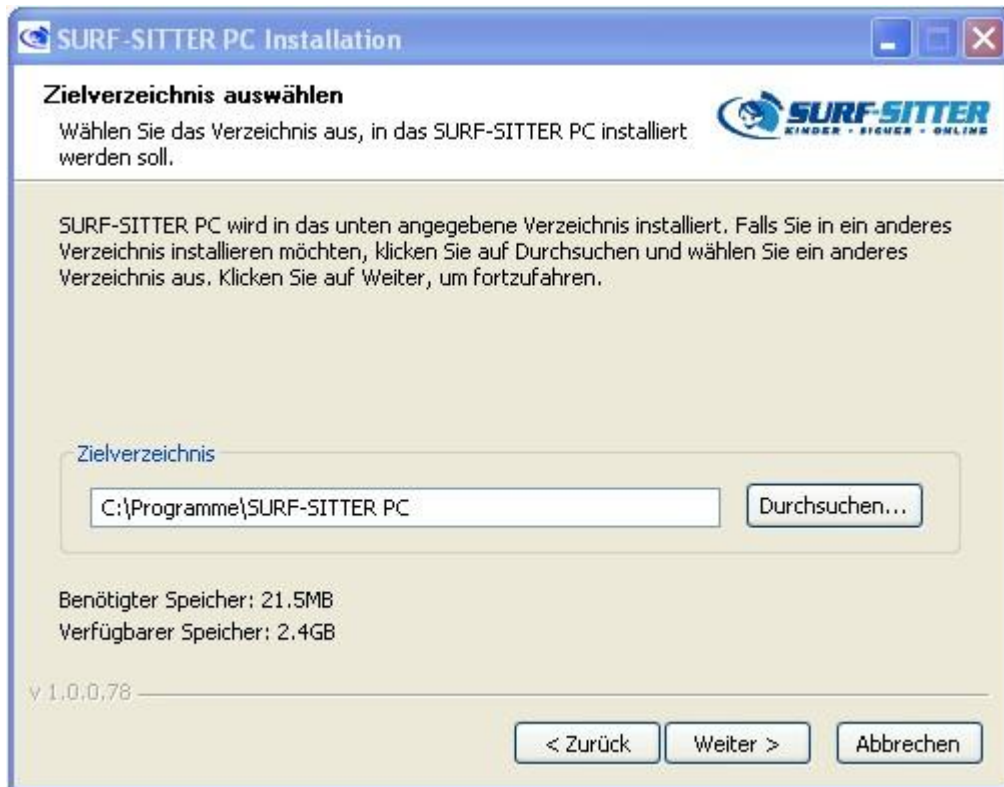 SURF-SITTER PC Installation
Zielverzeichnis auswählen
Wählen Sie das Verzeichnis aus, in das SURF-SITTER PC installiert
werden soll.
SURF-SITTER
KINDER - SICHER - ONLINE
SURF-SITTER PC wird in das unten angegebene Verzeichnis installiert. Falls Sie in ein anderes
Verzeichnis installieren möchten, klicken Sie auf Durchsuchen und wählen Sie ein anderes
Verzeichnis aus. Klicken Sie auf Weiter, um fortzufahren.
Zielverzeichnis
C:\Programme\SURF-SITTER PC
Durchsuchen...
Benötigter Speicher: 21.5MB
Verfügbarer Speicher: 2.4GB
v 1.0.0.78
< Zurück
Weiter >
Abbrechen